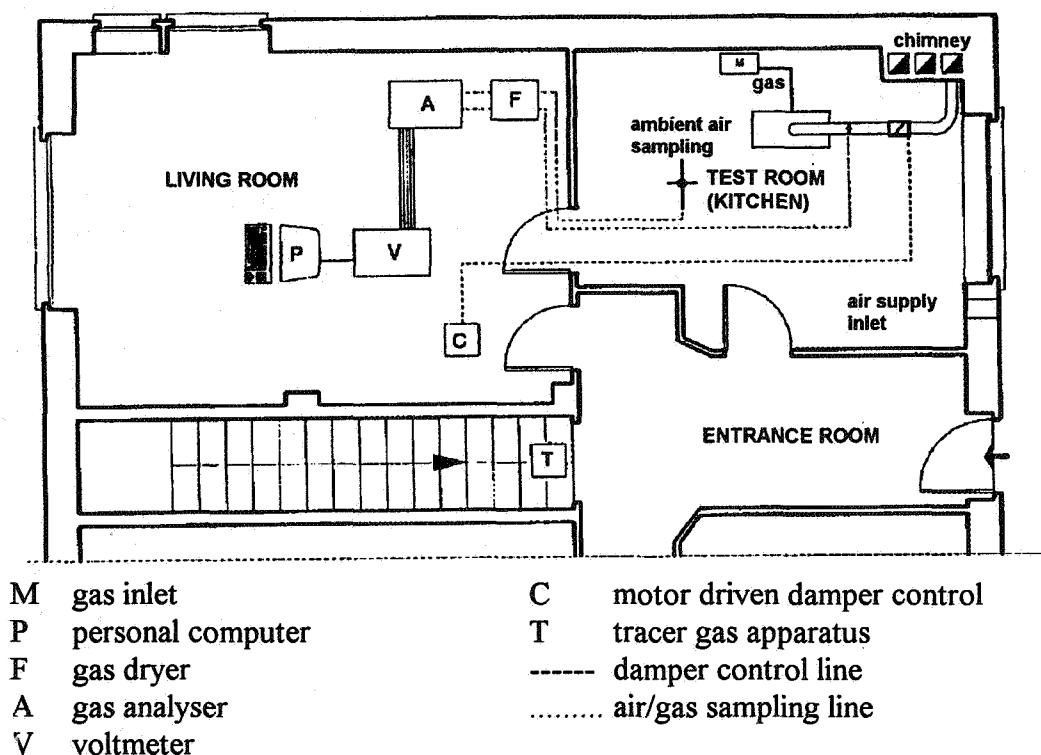 chimney
M
gas
A
F
ambient air
sampling
LIVING ROOM
TEST ROOM
(KITCHEN)
P
V
air supply
inlet
C
ENTRANCE ROOM
T
M gas inlet
P personal computer
F gas dryer
A gas analyser
V voltmeter
C motor driven damper control
T tracer gas apparatus
------ damper control line
......... air/gas sampling line